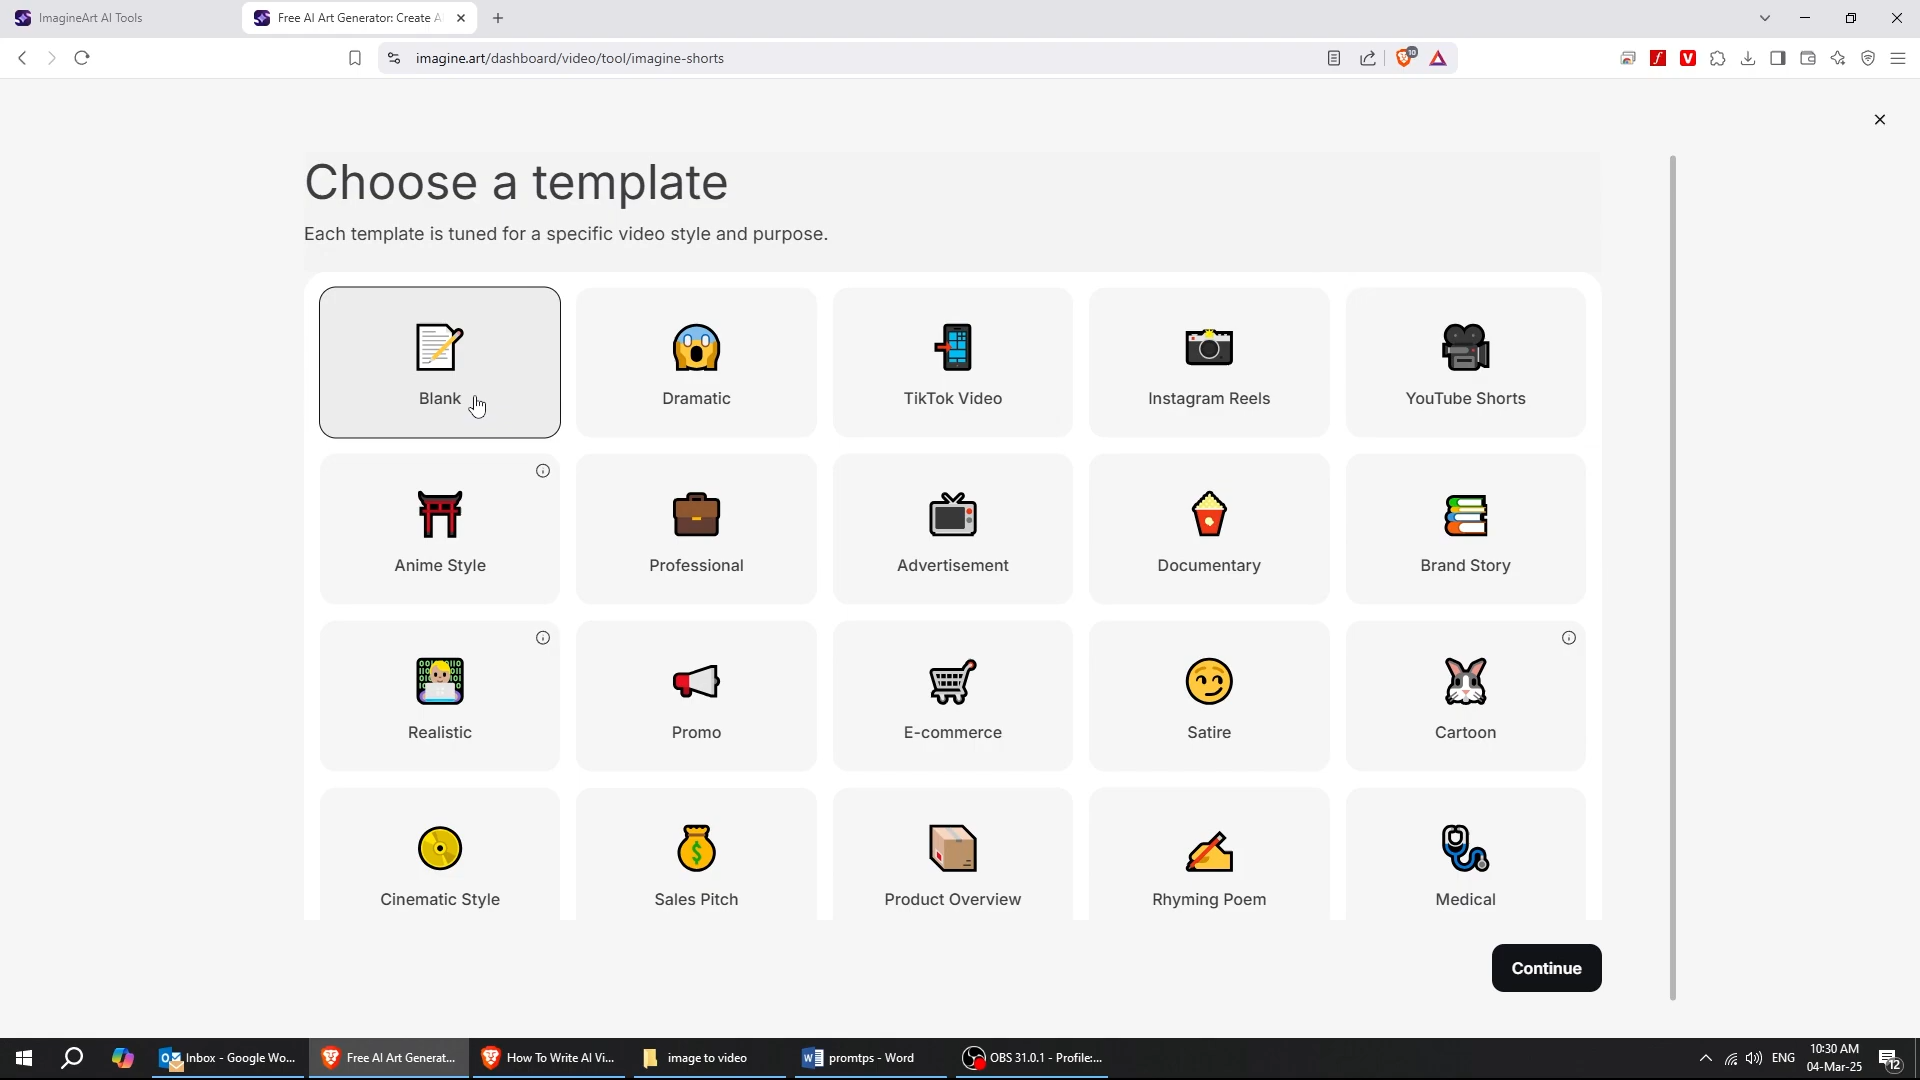 ImagineArt AI Tools
Free AI Art Generator: Create A
imagine.art/dashboard/video/tool/imagine-shorts
10
Choose a template
Each template is tuned for a specific video style and purpose.
Blank
Dramatic
TikTok Video
Instagram Reels
YouTube Shorts
Anime Style
Professional
Advertisement
Documentary
Brand Story
Realistic
Promo
E-commerce
Satire
Cartoon
Cinematic Style
Sales Pitch
Product Overview
Rhyming Poem
Medical
Continue
Inbox - Google Wo...
Free AI Art Generat...
How To Write AI Vi...
image to video
promtps - Word
OBS 31.0.1 - Profile:...
ENG
10:30 AM
04-Mar-25
12